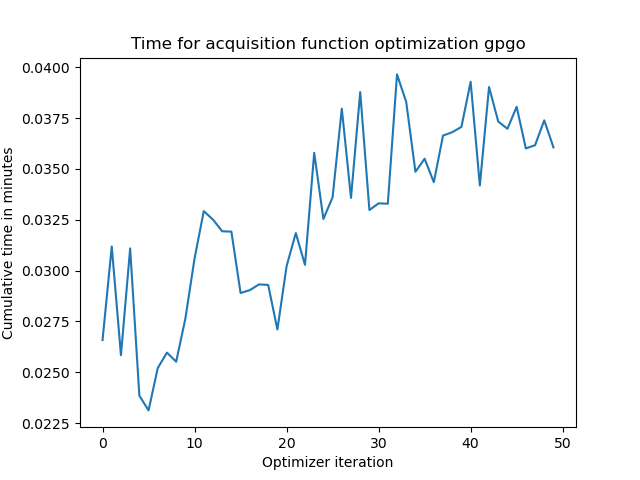 Time for acquisition function optimization gpgo
0.0400
0.0375
0.0350
0.0325
0.0300
0.0275
0.0250
0.0225
Cumulative time in minutes
0 10 20 30 40 50
Optimizer iteration